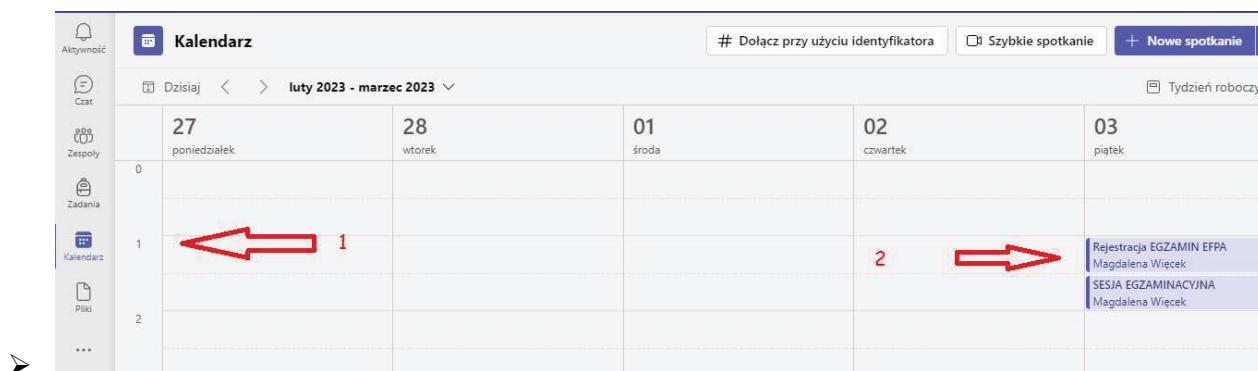 Aktywność
Czat
Zespoły
Zadania
Kalendarz
Pliki
...
Kalendarz
# Dołącz przy użyciu identyfikatora
Szybkie spotkanie
+ Nowe spotkanie
Dzisiaj < > luty 2023 - marzec 2023
Tydzień roboczy
27 28 01 02 03
poniedziałek wtorek środa czwartek piątek
0
1
1
2
Rejestracja EGZAMIN EFPA
Magdalena Więcek
SESJA EGZAMINACYJNA
Magdalena Więcek
2